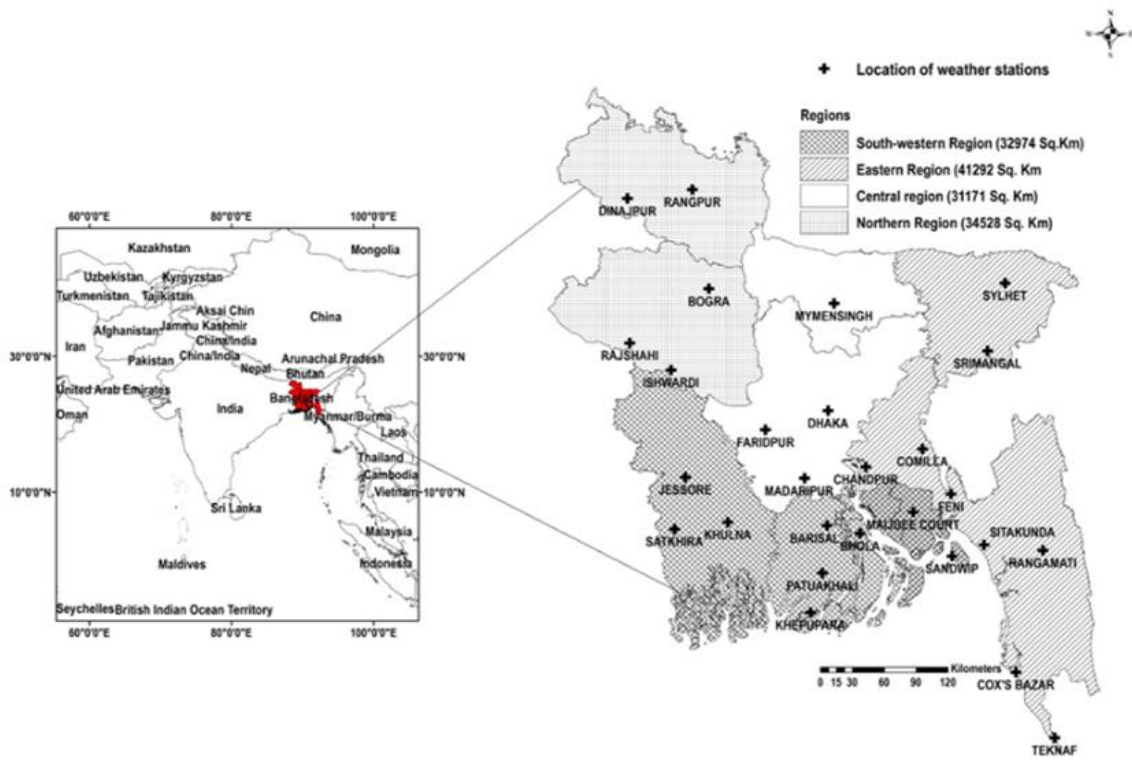 N
W
E
S
Location of weather stations
Regions
South-western Region (32974 Sq.Km)
Eastern Region (41292 Sq. Km
Central region (31171 Sq. Km)
Northern Region (34528 Sq. Km)
60°0'0"E 80°0'0"E 100°0'0"E
Kazakhstan
Mongolia
Uzbekistan
Kyrgyzstan
Turkmenistan
Tajikistan
Aksai Chin
China
Afghanistan
Jammu Kashmir
China/India
Iran
China/India
30°0'0"N
30°0'0"N
Pakistan
Arunachal Pradesh
Nepal
Bhutan
United Arab Emirates
Bangladesh
India
Oman
Myanmar/Burma
Laos
Thailand
Cambodia
10°0'0"N
Vietnam
10°0'0"N
Sri Lanka
Malaysia
Maldives
Indonesia
Seychelles
British Indian Ocean Territory
60°0'0"E 80°0'0"E 100°0'0"E
RANGPUR
DINAJPUR
BOGRA
SYLHET
MYMENSINGH
RAJSHAHI
SRIMANGAL
ISHWARDI
DHAKA
FARIDPUR
COMILLA
CHANDPUR
JESSORE
MADARIPUR
FENI
MAIJDEE COURT
SATKHIRA
KHULNA
BARISAL
BHOLA
SITAKUNDA
SANDWIP
RANGAMATI
PATUAKHALI
KHEPUPARA
Kilometers
0 15 30 60 90 120
COX'S BAZAR
TEKNAF